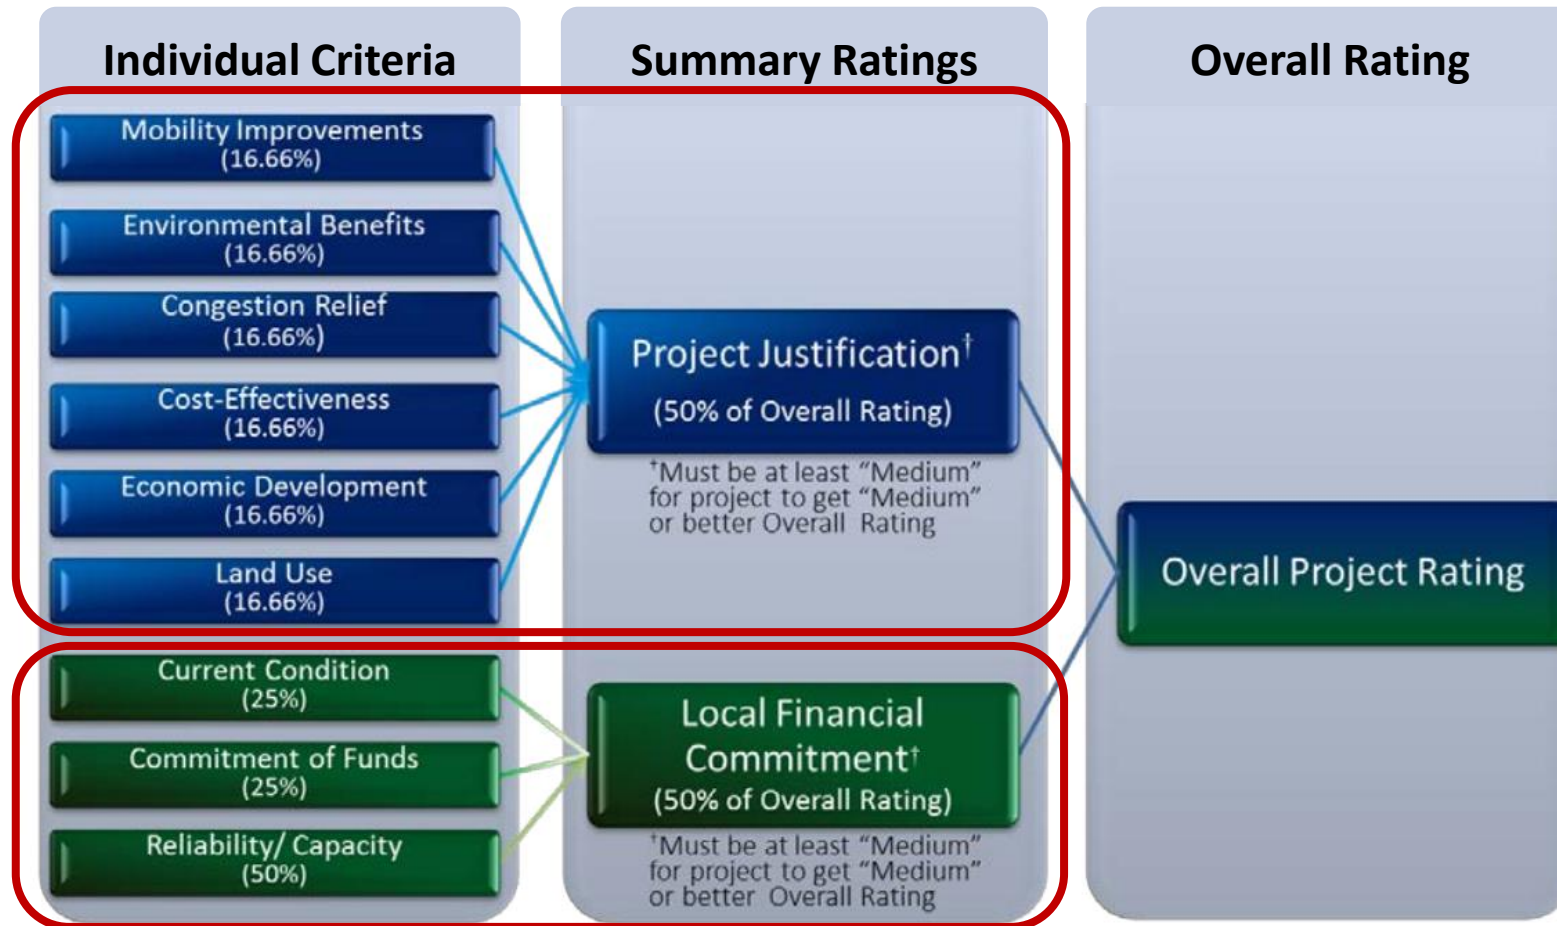 Individual Criteria
Mobility Improvements
(16.66%)
Environmental Benefits
(16.66%)
Congestion Relief
(16.66%)
Cost-Effectiveness
(16.66%)
Economic Development
(16.66%)
Land Use
(16.66%)
Current Condition
(25%)
Commitment of Funds
(25%)
Reliability/ Capacity
(50%)
Summary Ratings
Project Justification†
(50% of Overall Rating)
†Must be at least “Medium”
for project to get “Medium”
or better Overall Rating
Local Financial
Commitment†
(50% of Overall Rating)
†Must be at least “Medium”
for project to get “Medium”
or better Overall Rating
Overall Rating
Overall Project Rating